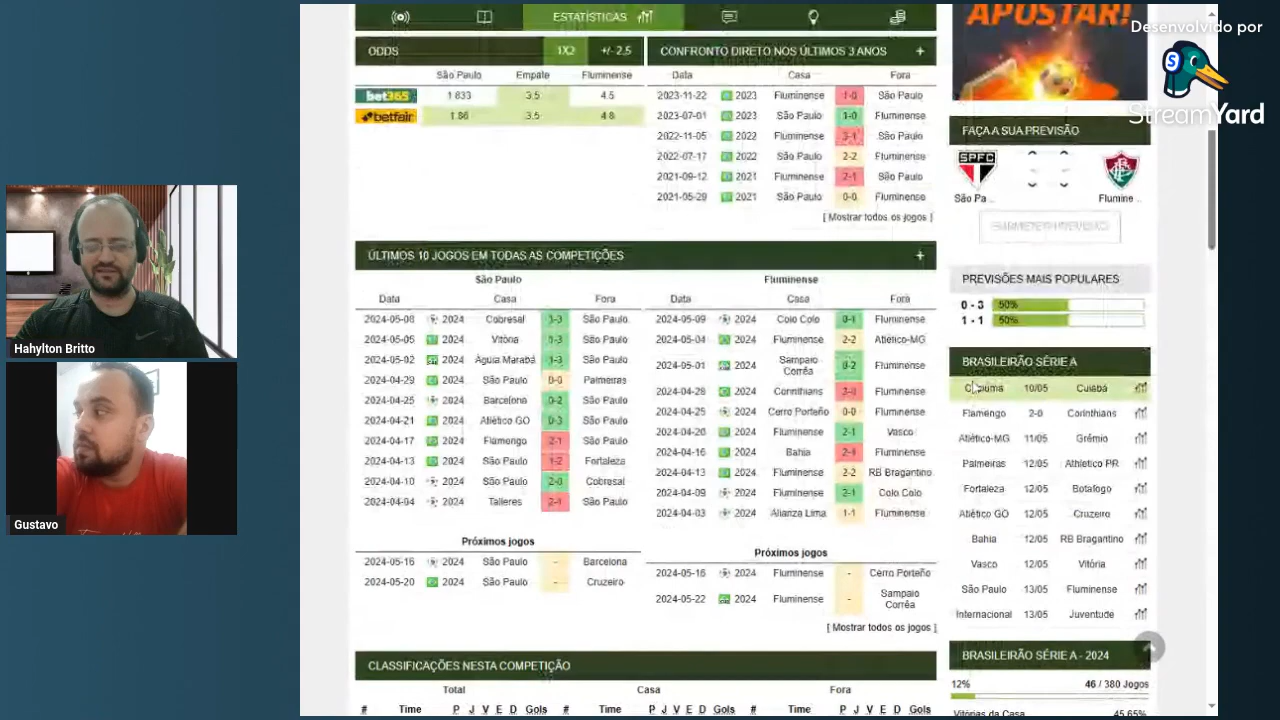 APOSTAR!
Desenvolvido por
StreamYard
ESTATÍSTICAS
ODDS 1X2 +/- 2,5
São Paulo Empate Fluminense
bet365 1.833 3.5 4.5
betfair 1.86 3.5 4.8
CONFRONTO DIRETO NOS ÚLTIMOS 3 ANOS +
Data Casa Fora
2023-11-22 2023 Fluminense 1-0 São Paulo
2023-07-01 2023 São Paulo 1-0 Fluminense
2022-11-05 2022 Fluminense 3-1 São Paulo
2022-07-17 2022 São Paulo 2-2 Fluminense
2021-09-12 2021 Fluminense 2-1 São Paulo
2021-05-29 2021 São Paulo 0-0 Fluminense
[ Mostrar todos os jogos ]
FAÇA A SUA PREVISÃO
SPFC
São Pa ...
Flumine ...
SUBMETER PREVISÃO
PREVISÕES MAIS POPULARES
0 - 3 50%
1 - 1 50%
ÚLTIMOS 10 JOGOS EM TODAS AS COMPETIÇÕES +
São Paulo
Data Casa Fora
2024-05-08 2024 Cobresal São Paulo
2024-05-05 2024 Vitória 1-3 São Paulo
2024-05-02 2024 Águia Marabá 1-3 São Paulo
2024-04-29 2024 São Paulo 0-0 Palmeiras
2024-04-25 2024 Barcelona 0-2 São Paulo
2024-04-21 2024 Atlético GO 0-3 São Paulo
2024-04-17 2024 Flamengo 2-1 São Paulo
2024-04-13 2024 São Paulo 1-2 Fortaleza
2024-04-10 2024 São Paulo 2-0 Cobresal
2024-04-04 2024 Talleres 2-1 São Paulo
Próximos jogos
2024-05-16 2024 São Paulo - Barcelona
2024-05-20 2024 São Paulo - Cruzeiro
Fluminense
Data Casa Fora
2024-05-09 2024 Colo Colo 0-1 Fluminense
2024-05-04 2024 Fluminense 2-2 Atlético-MG
2024-05-01 2024 Sampaio Corrêa 0-2 Fluminense
2024-04-28 2024 Corinthians 3-0 Fluminense
2024-04-25 2024 Cerro Porteño 0-0 Fluminense
2024-04-20 2024 Fluminense 2-1 Vasco
2024-04-16 2024 Bahia 2-1 Fluminense
2024-04-13 2024 Fluminense 2-2 RB Bragantino
2024-04-09 2024 Fluminense 2-1 Colo Colo
2024-04-03 2024 Alianza Lima 1-1 Fluminense
Próximos jogos
2024-05-16 2024 Fluminense - Cerro Porteño
2024-05-22 2024 Fluminense - Sampaio Corrêa
[ Mostrar todos os jogos ]
BRASILEIRÃO SÉRIE A
Criciúma 10/05 Cuiabá
Flamengo 2-0 Corinthians
Atlético-MG 11/05 Grêmio
Palmeiras 12/05 Athletico PR
Fortaleza 12/05 Botafogo
Atlético GO 12/05 Cruzeiro
Bahia 12/05 RB Bragantino
Vasco 12/05 Vitória
São Paulo 13/05 Fluminense
Internacional 13/05 Juventude
BRASILEIRÃO SÉRIE A - 2024
12% 46 / 380 Jogos
Vitórias da Casa 45.65%
CLASSIFICAÇÕES NESTA COMPETIÇÃO
Total Casa Fora
# Time P J V E D Gols # Time P J V E D Gols # Time P J V E D Gols
Hahylton Britto
Gustavo